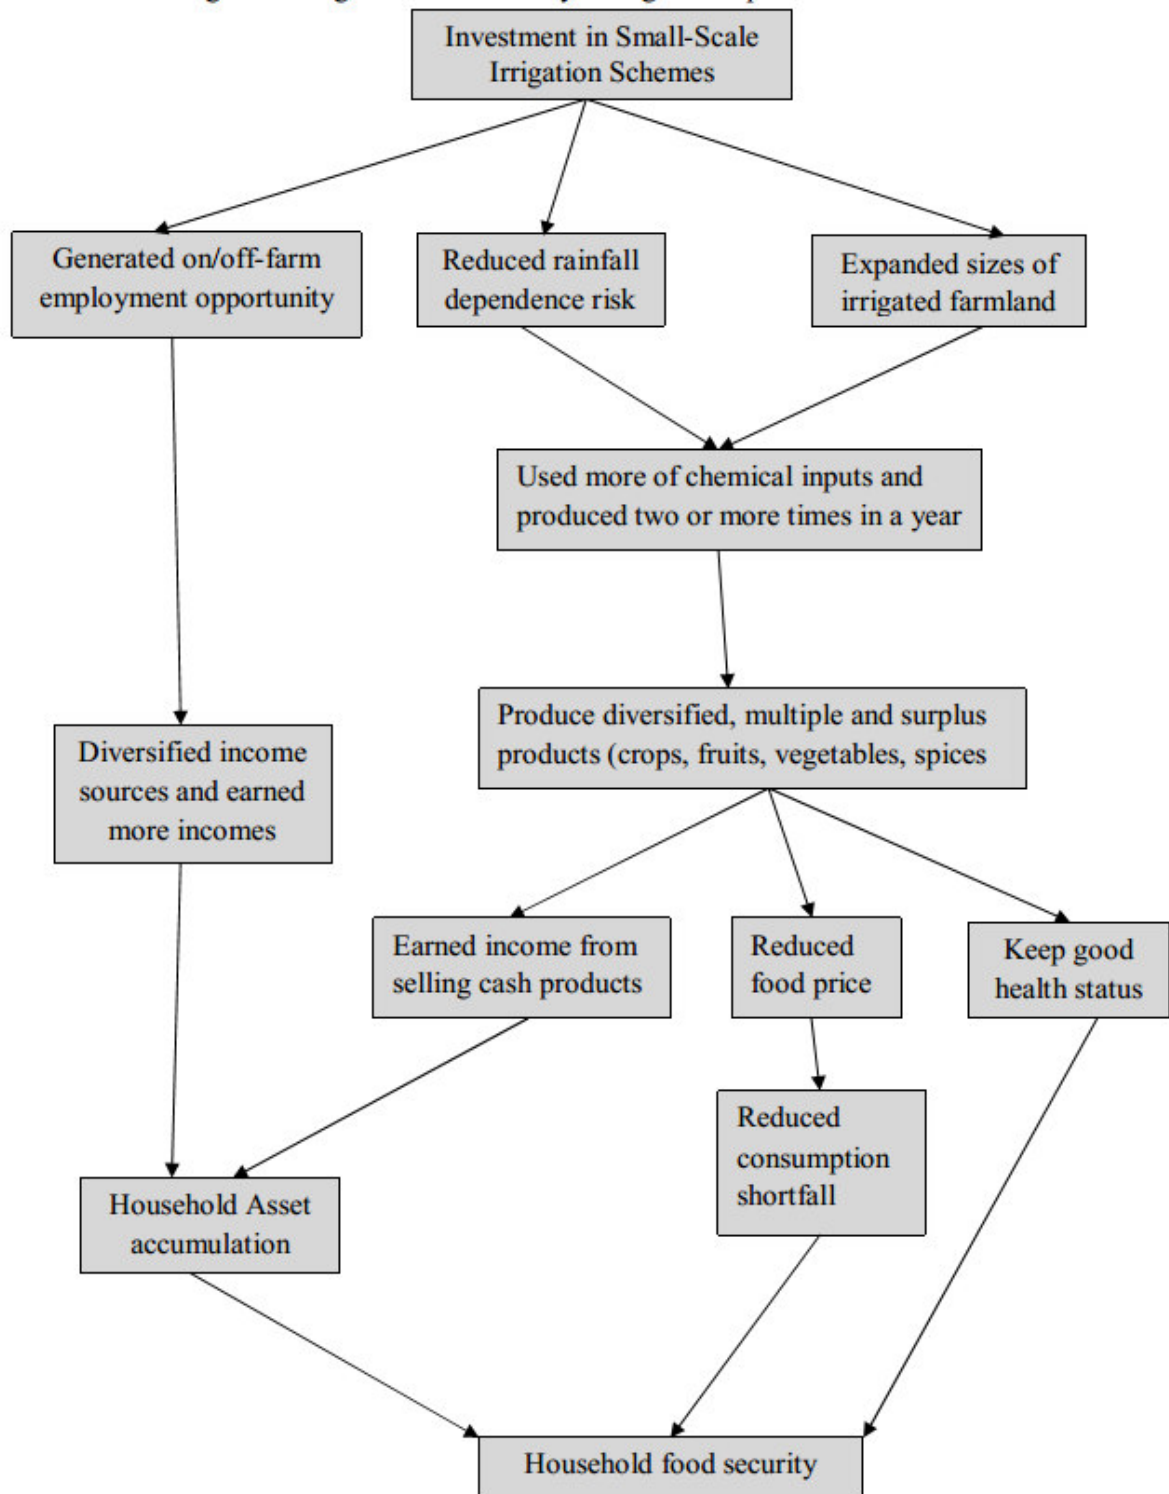 Investment in Small-Scale
Irrigation Schemes
Generated on/off-farm
employment opportunity
Reduced rainfall
dependence risk
Expanded sizes of
irrigated farmland
Used more of chemical inputs and
produced two or more times in a year
Produce diversified, multiple and surplus
products (crops, fruits, vegetables, spices
Diversified income
sources and earned
more incomes
Earned income from
selling cash products
Reduced
food price
Keep good
health status
Reduced
consumption
shortfall
Household Asset
accumulation
Household food security